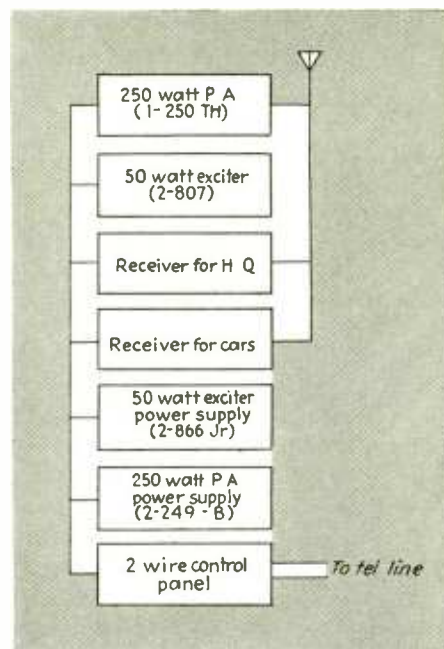 250 watt P A
(1-250 TH)
50 watt exciter
(2-807)
Receiver for H Q
Receiver for cars
50 watt exciter
power supply
(2-866 Jr)
250 watt P A
power supply
(2-249-B)
2 wire control
panel
To tel line